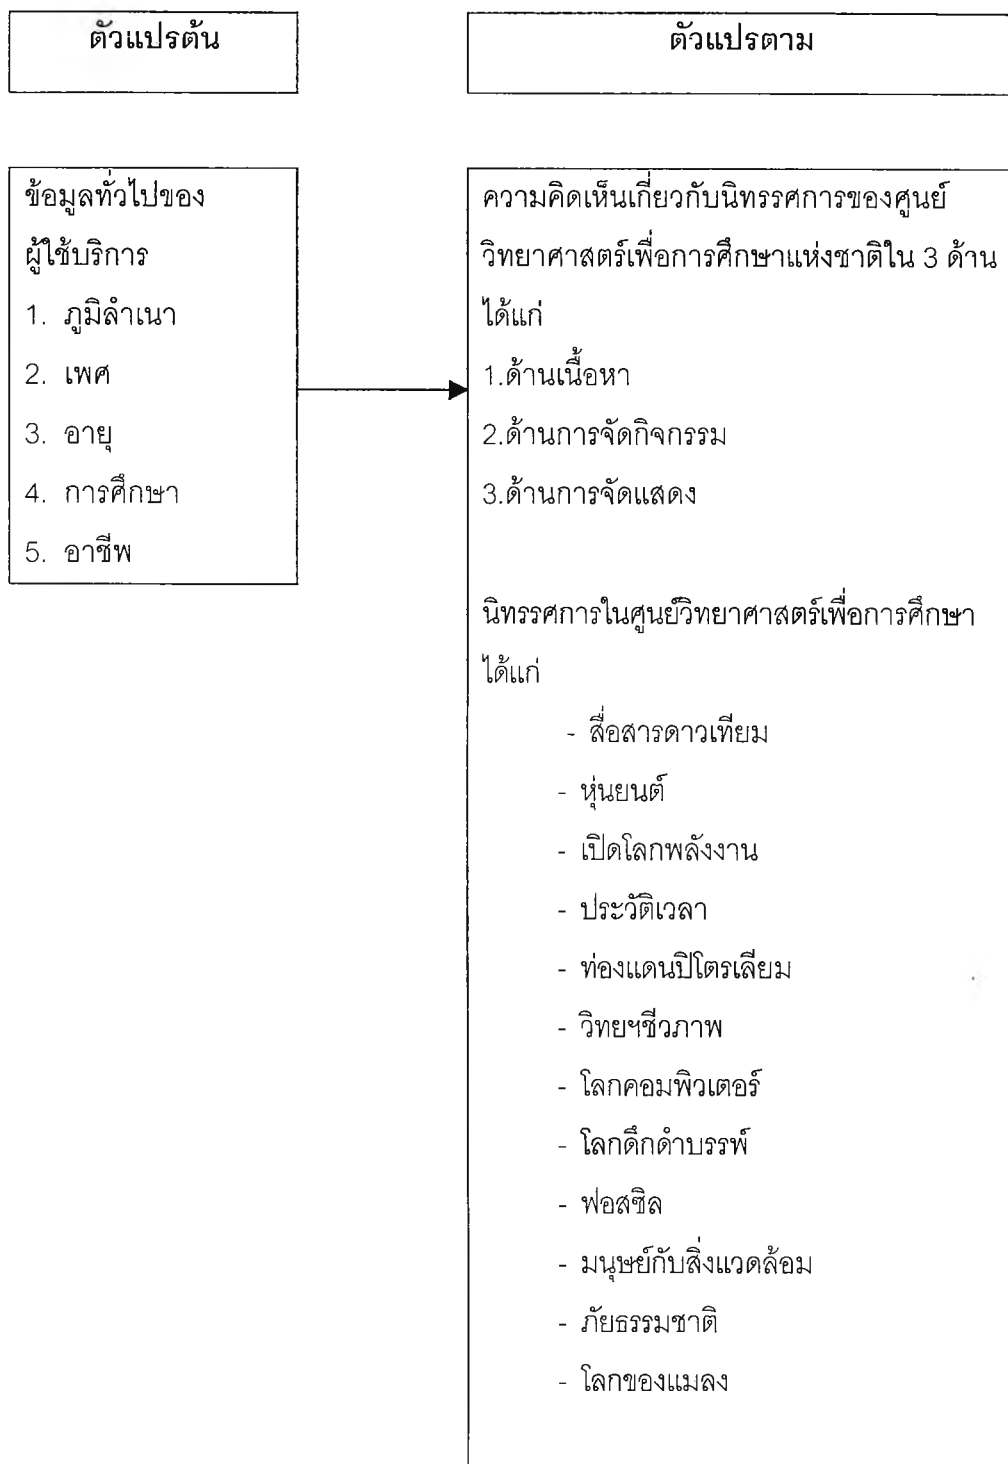 ตัวแปรต้น
ตัวแปรตาม
ข้อมูลทั่วไปของ
ผู้ใช้บริการ
1. ภูมิลำเนา
2. เพศ
3. อายุ
4. การศึกษา
5. อาชีพ
ความคิดเห็นเกี่ยวกับนิทรรศการของศูนย์
วิทยาศาสตร์เพื่อการศึกษาแห่งชาติใน 3 ด้าน
ได้แก่
1.ด้านเนื้อหา
2.ด้านการจัดกิจกรรม
3.ด้านการจัดแสดง
นิทรรศการในศูนย์วิทยาศาสตร์เพื่อการศึกษา
ได้แก่
- สื่อสารดาวเทียม
- หุ่นยนต์
- เปิดโลกพลังงาน
- ประวัติเวลา
- ท่องแดนปิโตรเลียม
- วิทยฯชีวภาพ
- โลกคอมพิวเตอร์
- โลกดึกดำบรรพ์
- ฟอสซิล
- มนุษย์กับสิ่งแวดล้อม
- ภัยธรรมชาติ
- โลกของแมลง